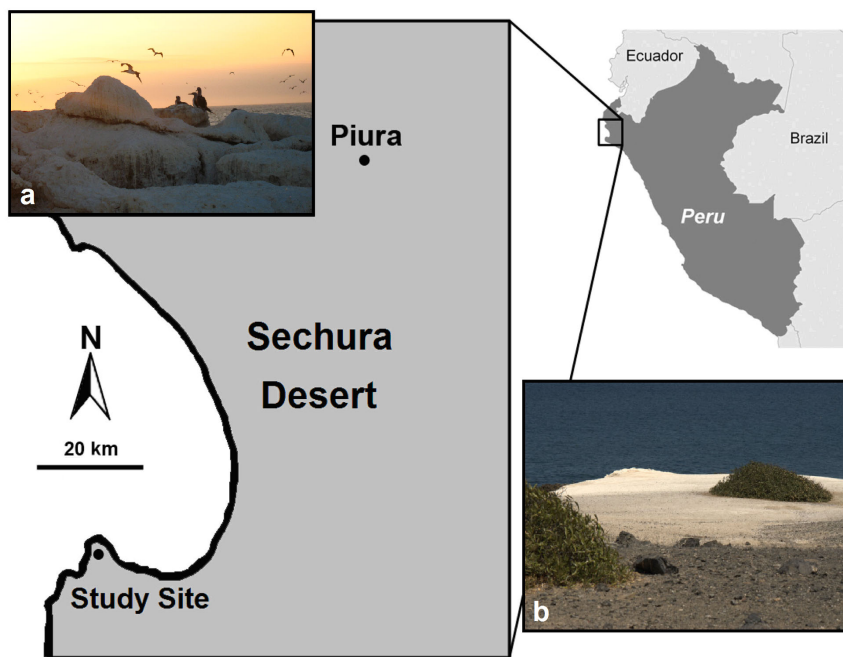 a
Piura
Sechura
Desert
N
20 km
Study Site
Ecuador
Brazil
Peru
b